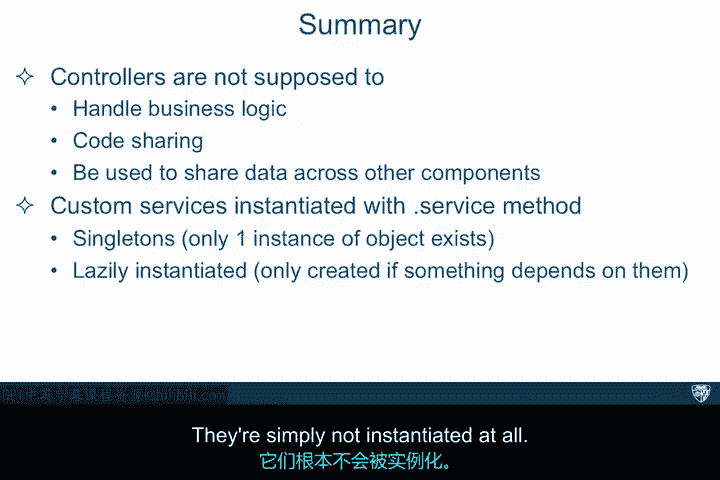 Summary
✧ Controllers are not supposed to
• Handle business logic
• Code sharing
• Be used to share data across other components
✧ Custom services instantiated with .service method
• Singletons (only 1 instance of object exists)
• Lazily instantiated (only created if something depends on them)
They're simply not instantiated at all.
它们根本不会被实例化。